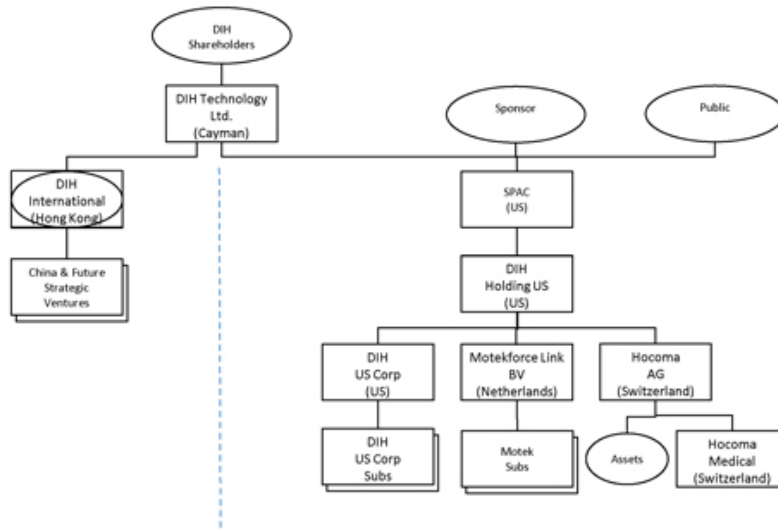 DIH
Shareholders
DIH Technology
Ltd.
(Cayman)
Sponsor
Public
DIH
International
(Hong Kong)
SPAC
(US)
China & Future
Strategic
Ventures
DIH
Holding US
(US)
DIH
US Corp
(US)
Motekforce Link
BV
(Netherlands)
Hocoma
AG
(Switzerland)
DIH
US Corp
Subs
Motek
Subs
Assets
Hocoma
Medical
(Switzerland)